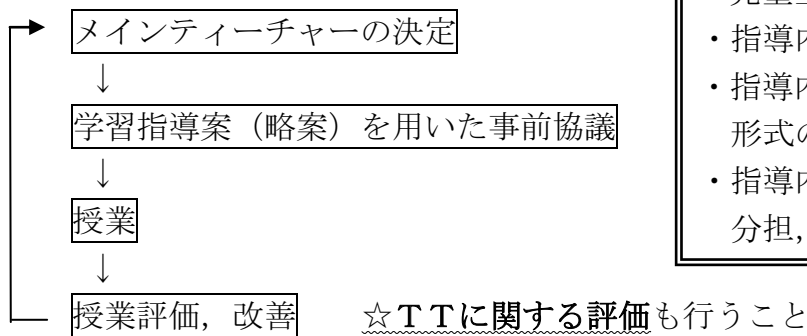 メインティーチャーの決定
↓
学習指導案（略案）を用いた事前協議
↓
授業
↓
授業評価，改善　☆ＴＴに関する評価も行うこと
・指導
・指導
形式の
・指導
分担，